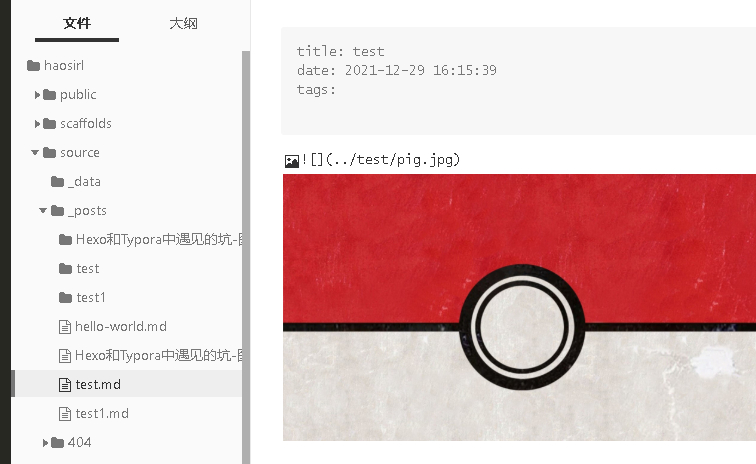 文件 大纲
haosirl
public
scaffolds
source
_data
_posts
Hexo和Typora中遇见的坑-
test
test1
hello-world.md
Hexo和Typora中遇见的坑-
test.md
test1.md
404
title: test
date: 2021-12-29 16:15:39
tags:
![](../test/pig.jpg)